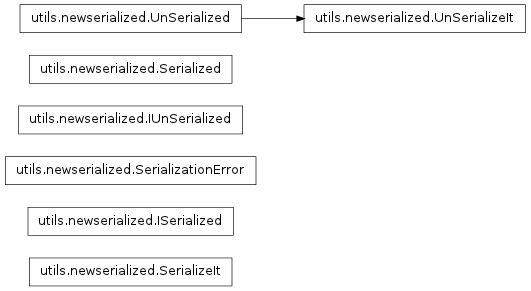 utils.newserialized.UnSerialized
utils.newserialized.UnSerializeIt
utils.newserialized.Serialized
utils.newserialized.IUnSerialized
utils.newserialized.SerializationError
utils.newserialized.ISerialized
utils.newserialized.SerializeIt